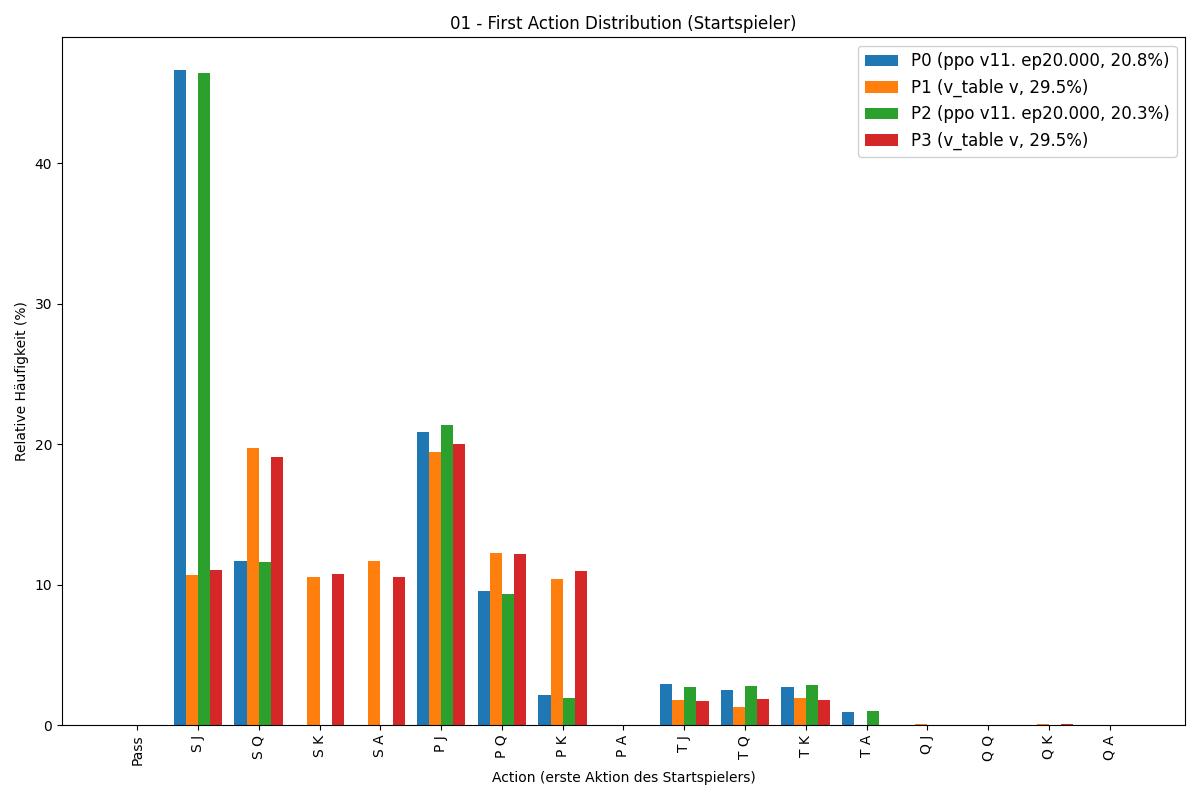 01 - First Action Distribution (Startspieler)
P0 (ppo v11. ep20.000, 20.8%)
P1 (v_table v, 29.5%)
P2 (ppo v11. ep20.000, 20.3%)
P3 (v_table v, 29.5%)
Relative Häufigkeit (%)
40
30
20
10
0
Pass
S J
S Q
S K
S A
P J
P Q
P K
P A
T J
T Q
T K
T A
Q J
Q Q
Q K
Q A
Action (erste Aktion des Startspielers)